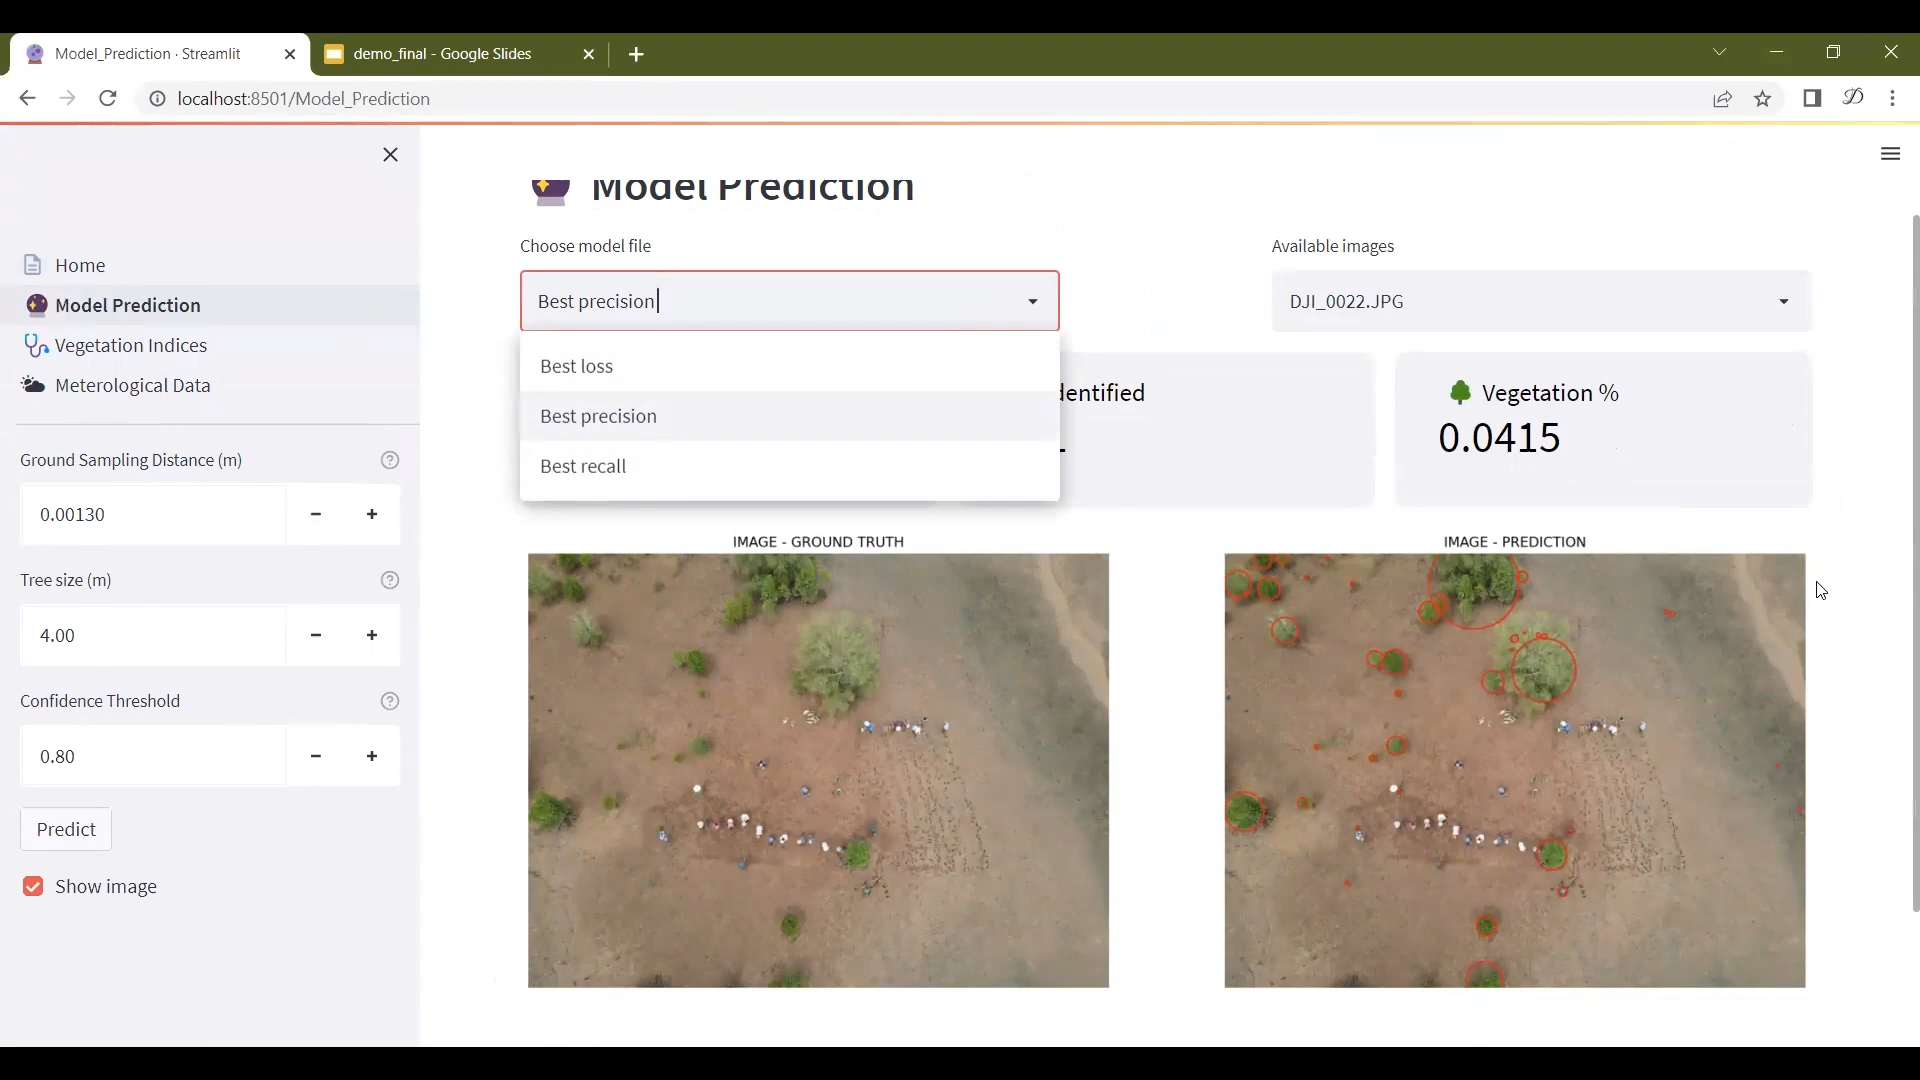 Model_Prediction · Streamlit
demo_final - Google Slides
localhost:8501/Model_Prediction
Home
Model Prediction
Vegetation Indices
Meterological Data
Ground Sampling Distance (m)
0.00130
Tree size (m)
4.00
Confidence Threshold
0.80
Predict
Show image
Model Prediction
Choose model file
Available images
Best precision
DJI_0022.JPG
Best loss
Best precision
Best recall
dentified
Vegetation %
0.0415
IMAGE - GROUND TRUTH
IMAGE - PREDICTION